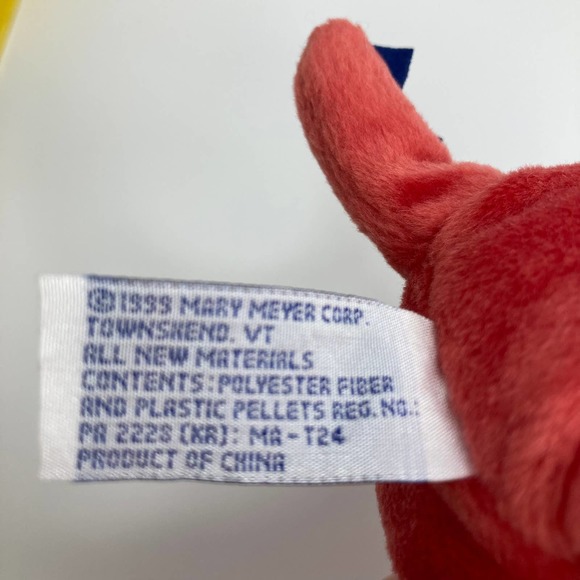 ©1999 MARY MEYER CORP.
TOWNSHEND, VT
ALL NEW MATERIALS
CONTENTS: POLYESTER FIBER
AND PLASTIC PELLETS REG. NO.:
PA 2228 (KR): MA-T24
PRODUCT OF CHINA